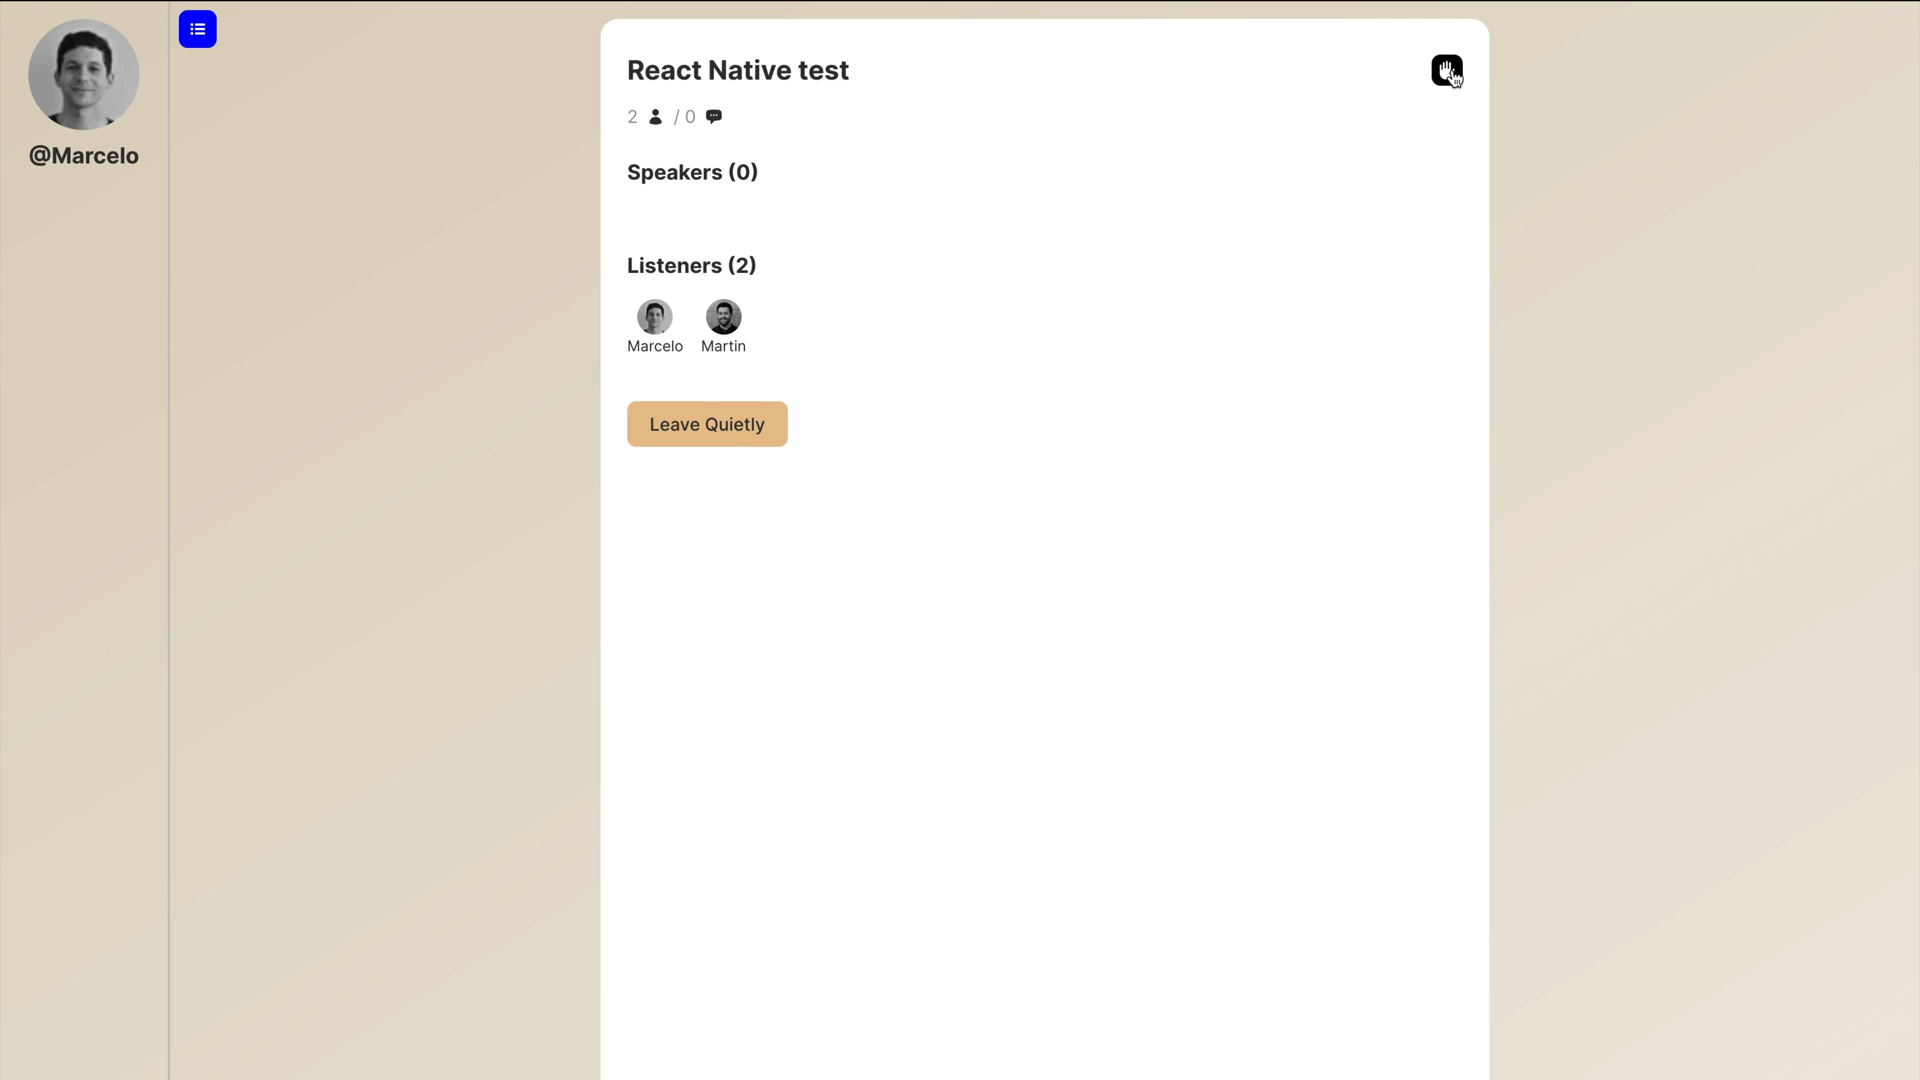 @Marcelo
React Native test
2 / 0
Speakers (0)
Listeners (2)
Marcelo Martin
Leave Quietly